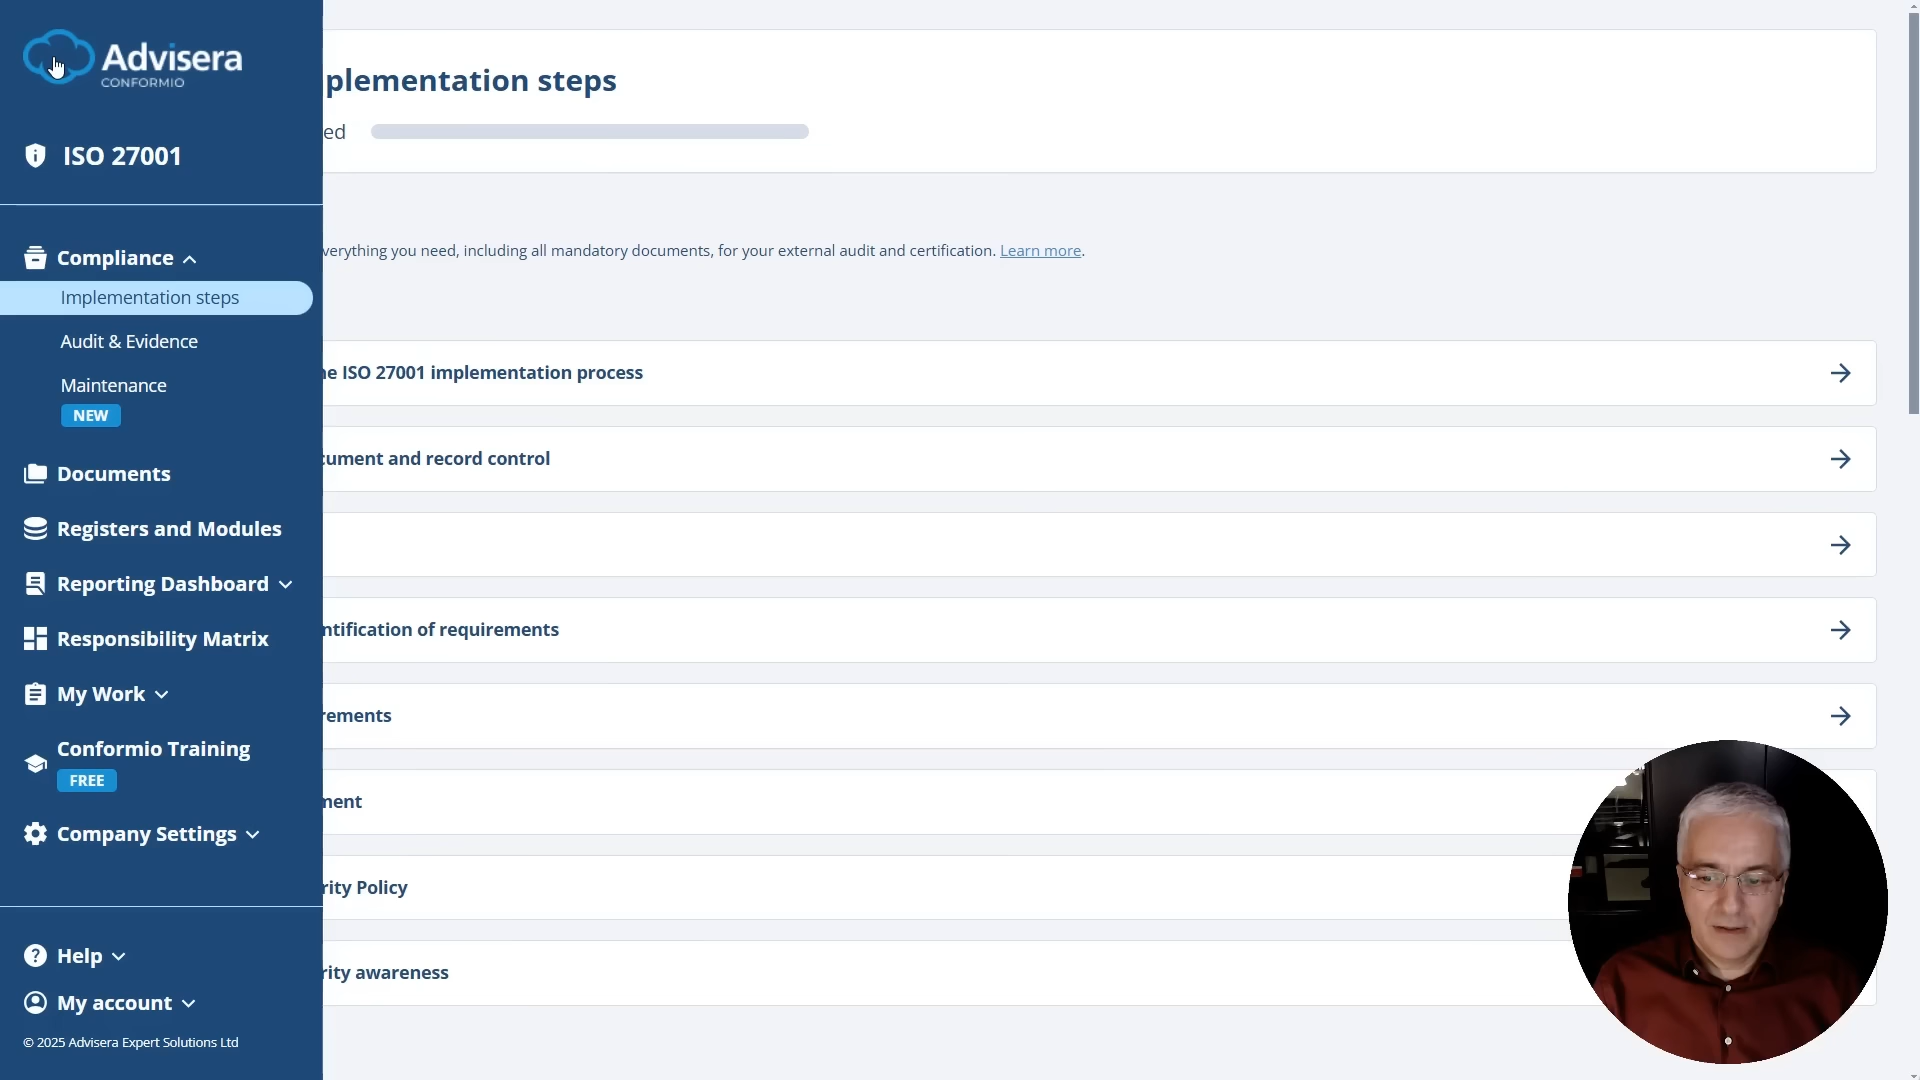 Advisera
CONFORMIO
ISO 27001
Compliance
Implementation steps
Audit & Evidence
Maintenance
NEW
Documents
Registers and Modules
Reporting Dashboard
Responsibility Matrix
My Work
Conformio Training
FREE
Company Settings
Help
My account
© 2025 Advisera Expert Solutions Ltd
plementation steps
ed
verything you need, including all mandatory documents, for your external audit and certification. Learn more.
ne ISO 27001 implementation process
cument and record control
ntification of requirements
rements
ment
rity Policy
rity awareness